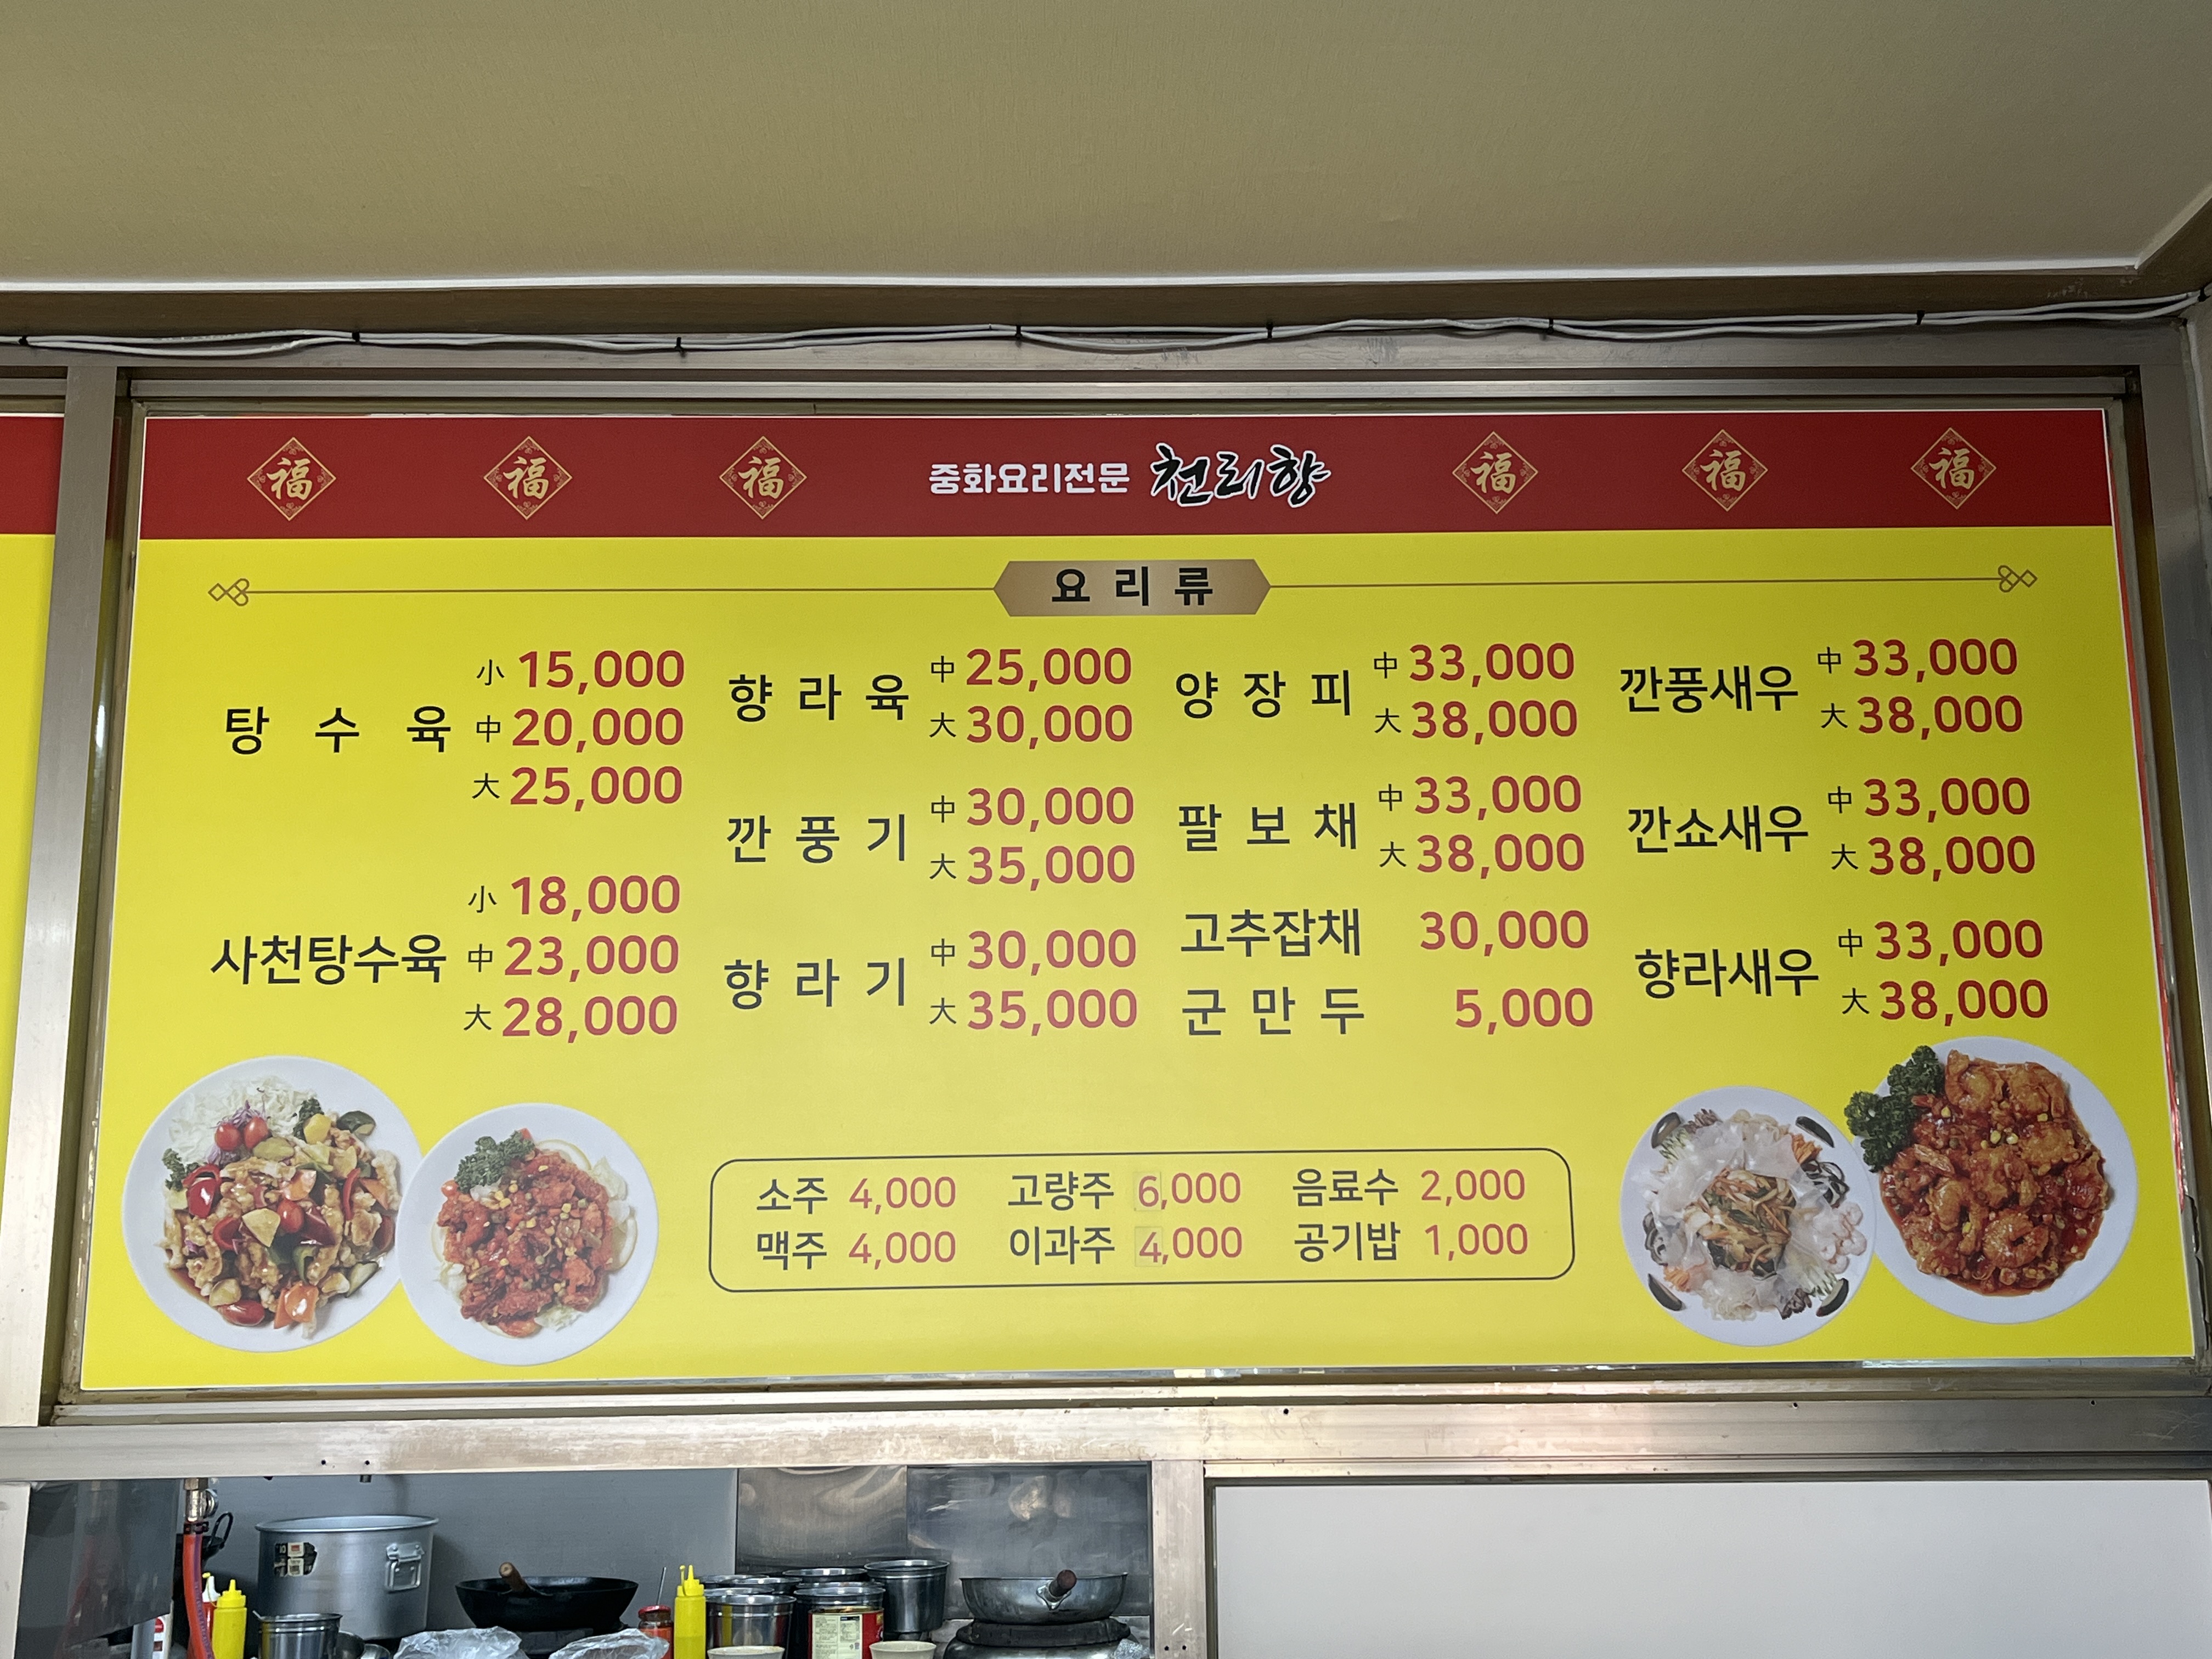 福 福 福 중화요리전문 천리향 福 福 福
요리류
탕수육 小 15,000
中 20,000
大 25,000
사천탕수육 小 18,000
中 23,000
大 28,000
향라육 中 25,000
大 30,000
깐풍기 中 30,000
大 35,000
향라기 中 30,000
大 35,000
양장피 中 33,000
大 38,000
팔보채 中 33,000
大 38,000
고추잡채 30,000
군만두 5,000
깐풍새우 中 33,000
大 38,000
깐쇼새우 中 33,000
大 38,000
향라새우 中 33,000
大 38,000
소주 4,000 고량주 6,000 음료수 2,000
맥주 4,000 이과주 4,000 공기밥 1,000